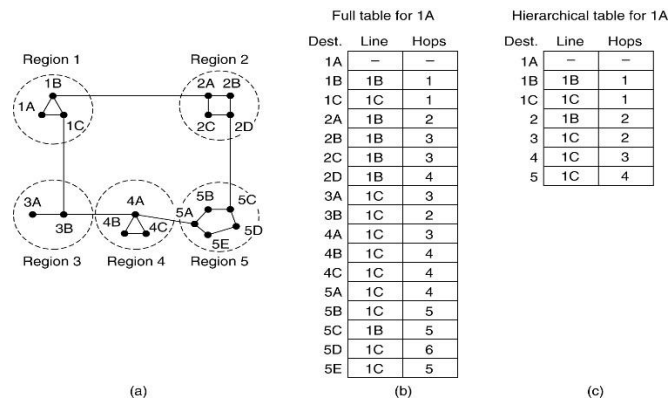 Full table for 1A
Hierarchical table for 1A
Region 1
Region 2
1B
2A 2B
1A
1C
2C
2D
3A
3B
4A
4B
4C
5A
5B
5C
5D
5E
Region 3
Region 4
Region 5
(a)
Dest. Line Hops
1A – –
1B 1B 1
1C 1C 1
2A 1B 2
2B 1B 3
2C 1B 3
2D 1B 4
3A 1C 3
3B 1C 2
4A 1C 3
4B 1C 4
4C 1C 4
5A 1C 4
5B 1C 5
5C 1B 5
5D 1C 6
5E 1C 5
(b)
Dest. Line Hops
1A – –
1B 1B 1
1C 1C 1
2 1B 2
3 1C 2
4 1C 3
5 1C 4
(c)